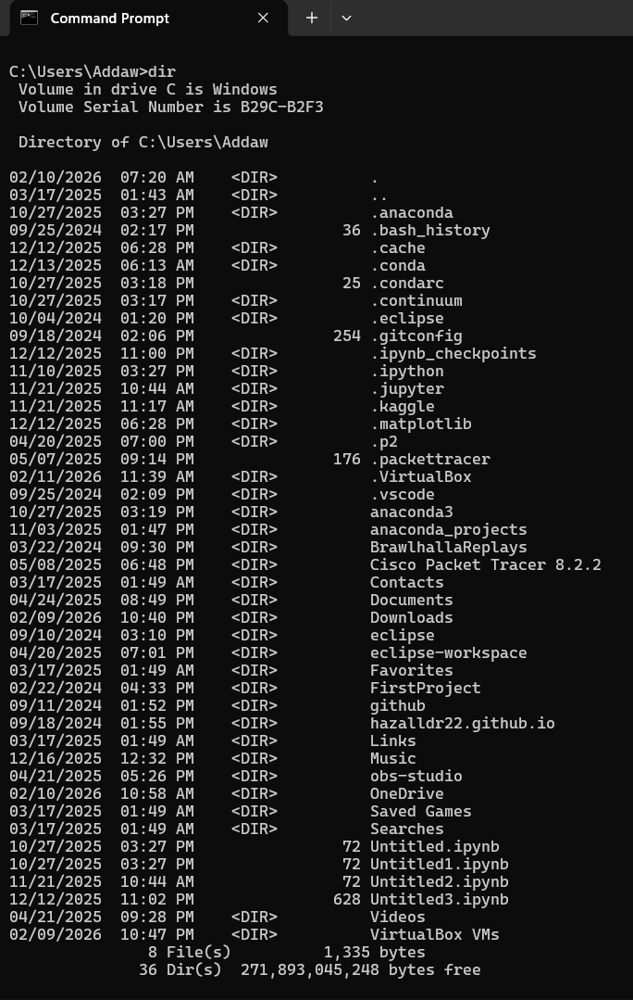 Command Prompt
C:\Users\Addaw>dir
 Volume in drive C is Windows
 Volume Serial Number is B29C-B2F3

 Directory of C:\Users\Addaw

02/10/2026  07:20 AM    <DIR>          .
03/17/2025  01:43 AM    <DIR>          ..
10/27/2025  03:27 PM    <DIR>          .anaconda
09/25/2024  02:17 PM                36 .bash_history
12/12/2025  06:28 PM    <DIR>          .cache
12/13/2025  06:13 AM    <DIR>          .conda
10/27/2025  03:18 PM                25 .condarc
10/27/2025  03:17 PM    <DIR>          .continuum
10/04/2024  01:20 PM    <DIR>          .eclipse
09/18/2024  02:06 PM               254 .gitconfig
12/12/2025  11:00 PM    <DIR>          .ipynb_checkpoints
11/10/2025  03:27 PM    <DIR>          .ipython
11/21/2025  10:44 AM    <DIR>          .jupyter
11/21/2025  11:17 AM    <DIR>          .kaggle
12/12/2025  06:28 PM    <DIR>          .matplotlib
04/20/2025  07:00 PM    <DIR>          .p2
05/07/2025  09:14 PM               176 .packettracer
02/11/2026  11:39 AM    <DIR>          .VirtualBox
09/25/2024  02:09 PM    <DIR>          .vscode
10/27/2025  03:19 PM    <DIR>          anaconda3
11/03/2025  01:47 PM    <DIR>          anaconda_projects
03/22/2024  09:30 PM    <DIR>          BrawlhallaReplays
05/08/2025  06:48 PM    <DIR>          Cisco Packet Tracer 8.2.2
03/17/2025  01:49 AM    <DIR>          Contacts
04/24/2025  08:49 PM    <DIR>          Documents
02/09/2026  10:40 PM    <DIR>          Downloads
09/10/2024  03:10 PM    <DIR>          eclipse
04/20/2025  07:01 PM    <DIR>          eclipse-workspace
03/17/2025  01:49 AM    <DIR>          Favorites
02/22/2024  04:33 PM    <DIR>          FirstProject
09/11/2024  01:52 PM    <DIR>          github
09/18/2024  01:55 PM    <DIR>          hazalldr22.github.io
03/17/2025  01:49 AM    <DIR>          Links
12/16/2025  12:32 PM    <DIR>          Music
04/21/2025  05:26 PM    <DIR>          obs-studio
02/10/2026  10:58 AM    <DIR>          OneDrive
03/17/2025  01:49 AM    <DIR>          Saved Games
03/17/2025  01:49 AM    <DIR>          Searches
10/27/2025  03:27 PM                72 Untitled.ipynb
10/27/2025  03:27 PM                72 Untitled1.ipynb
11/21/2025  10:44 AM                72 Untitled2.ipynb
12/12/2025  11:02 PM               628 Untitled3.ipynb
04/21/2025  09:28 PM    <DIR>          Videos
02/09/2026  10:47 PM    <DIR>          VirtualBox VMs
               8 File(s)          1,335 bytes
              36 Dir(s)  271,893,045,248 bytes free